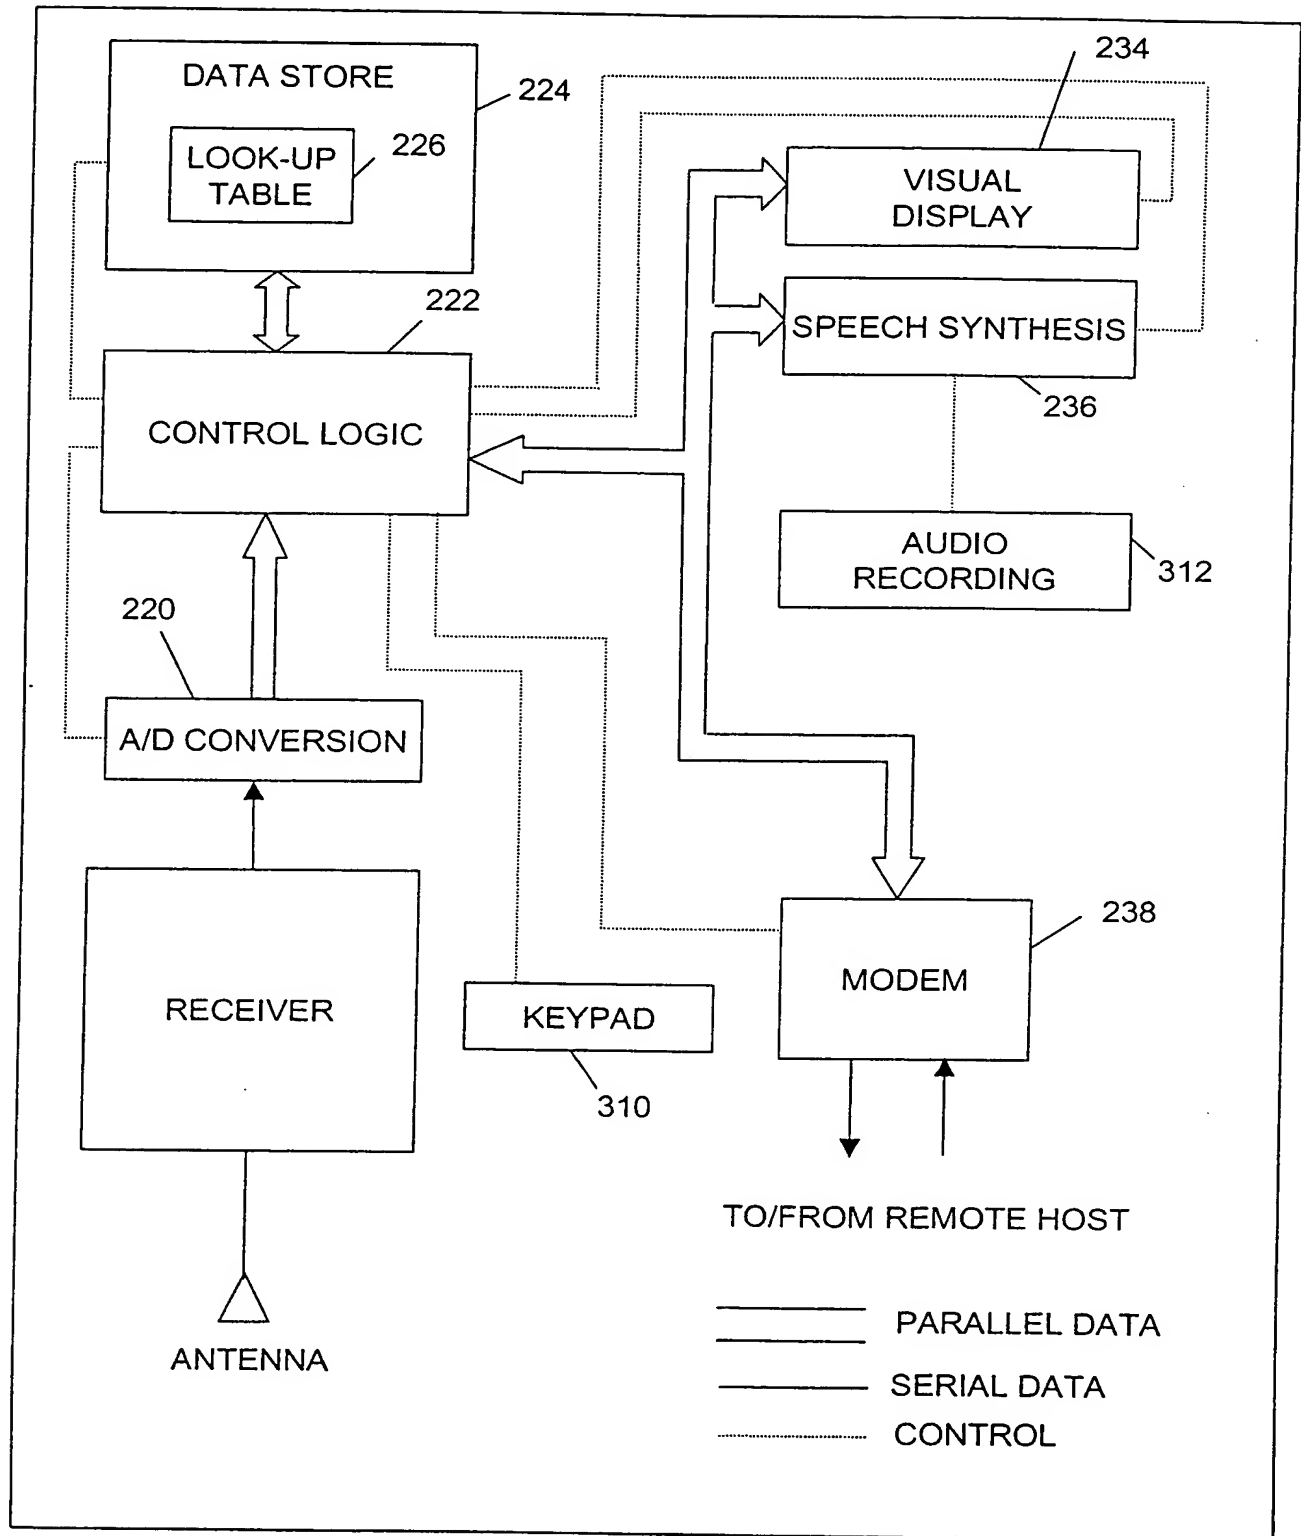 DATA STORE
224
LOOK-UP
TABLE
226
234
VISUAL
DISPLAY
222
SPEECH SYNTHESIS
236
CONTROL LOGIC
AUDIO
RECORDING
312
220
A/D CONVERSION
238
MODEM
RECEIVER
KEYPAD
310
TO/FROM REMOTE HOST
ANTENNA
PARALLEL DATA
SERIAL DATA
CONTROL